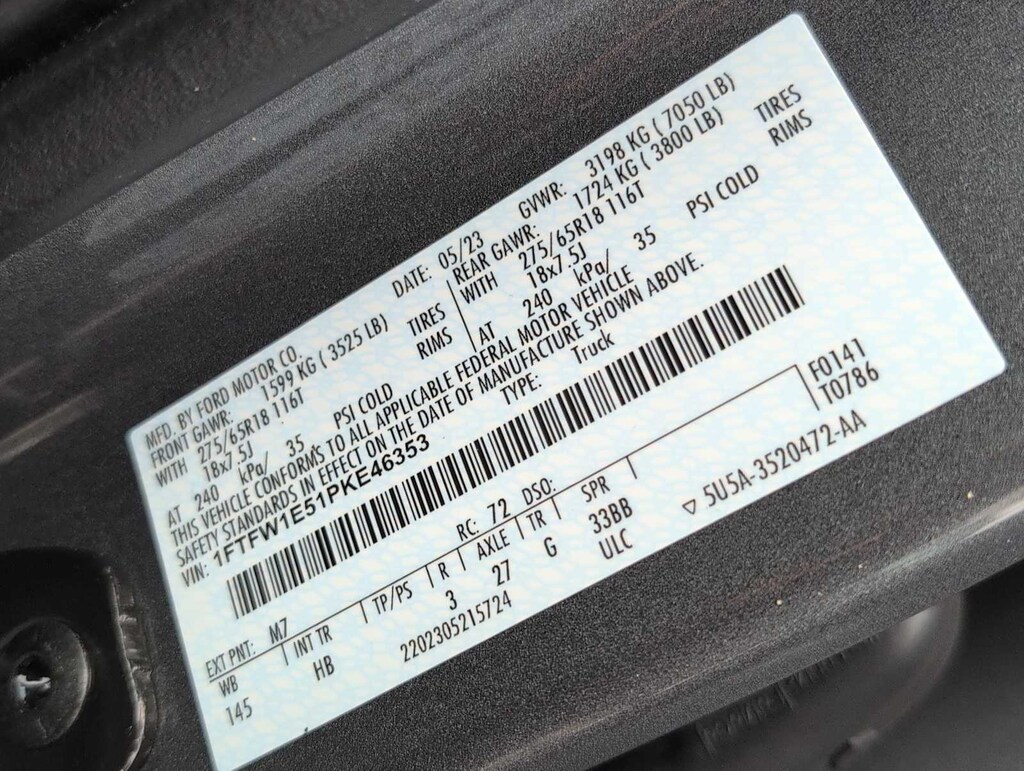 MFD. BY FORD MOTOR CO. DATE: 05/23 GVWR: 3198 KG ( 7050 LB)
FRONT GAWR: 1599 KG ( 3525 LB) REAR GAWR: 1724 KG ( 3800 LB)
WITH 275/65R18 116T TIRES WITH 275/65R18 116T TIRES
18x7.5J RIMS 18x7.5J RIMS
AT 240 kPa/ 35 PSI COLD AT 240 kPa/ 35 PSI COLD
THIS VEHICLE CONFORMS TO ALL APPLICABLE FEDERAL MOTOR VEHICLE
SAFETY STANDARDS IN EFFECT ON THE DATE OF MANUFACTURE SHOWN ABOVE.
VIN: 1FTFW1E51PKE46353 TYPE: Truck
EXT PNT: M7 RC: 72 DSO: F0141
WB INT TR TP/PS R AXLE TR SPR T0786
145 HB 3 27 G 33BB
2202305215724 ULC
▽ 5U5A-3520472-AA